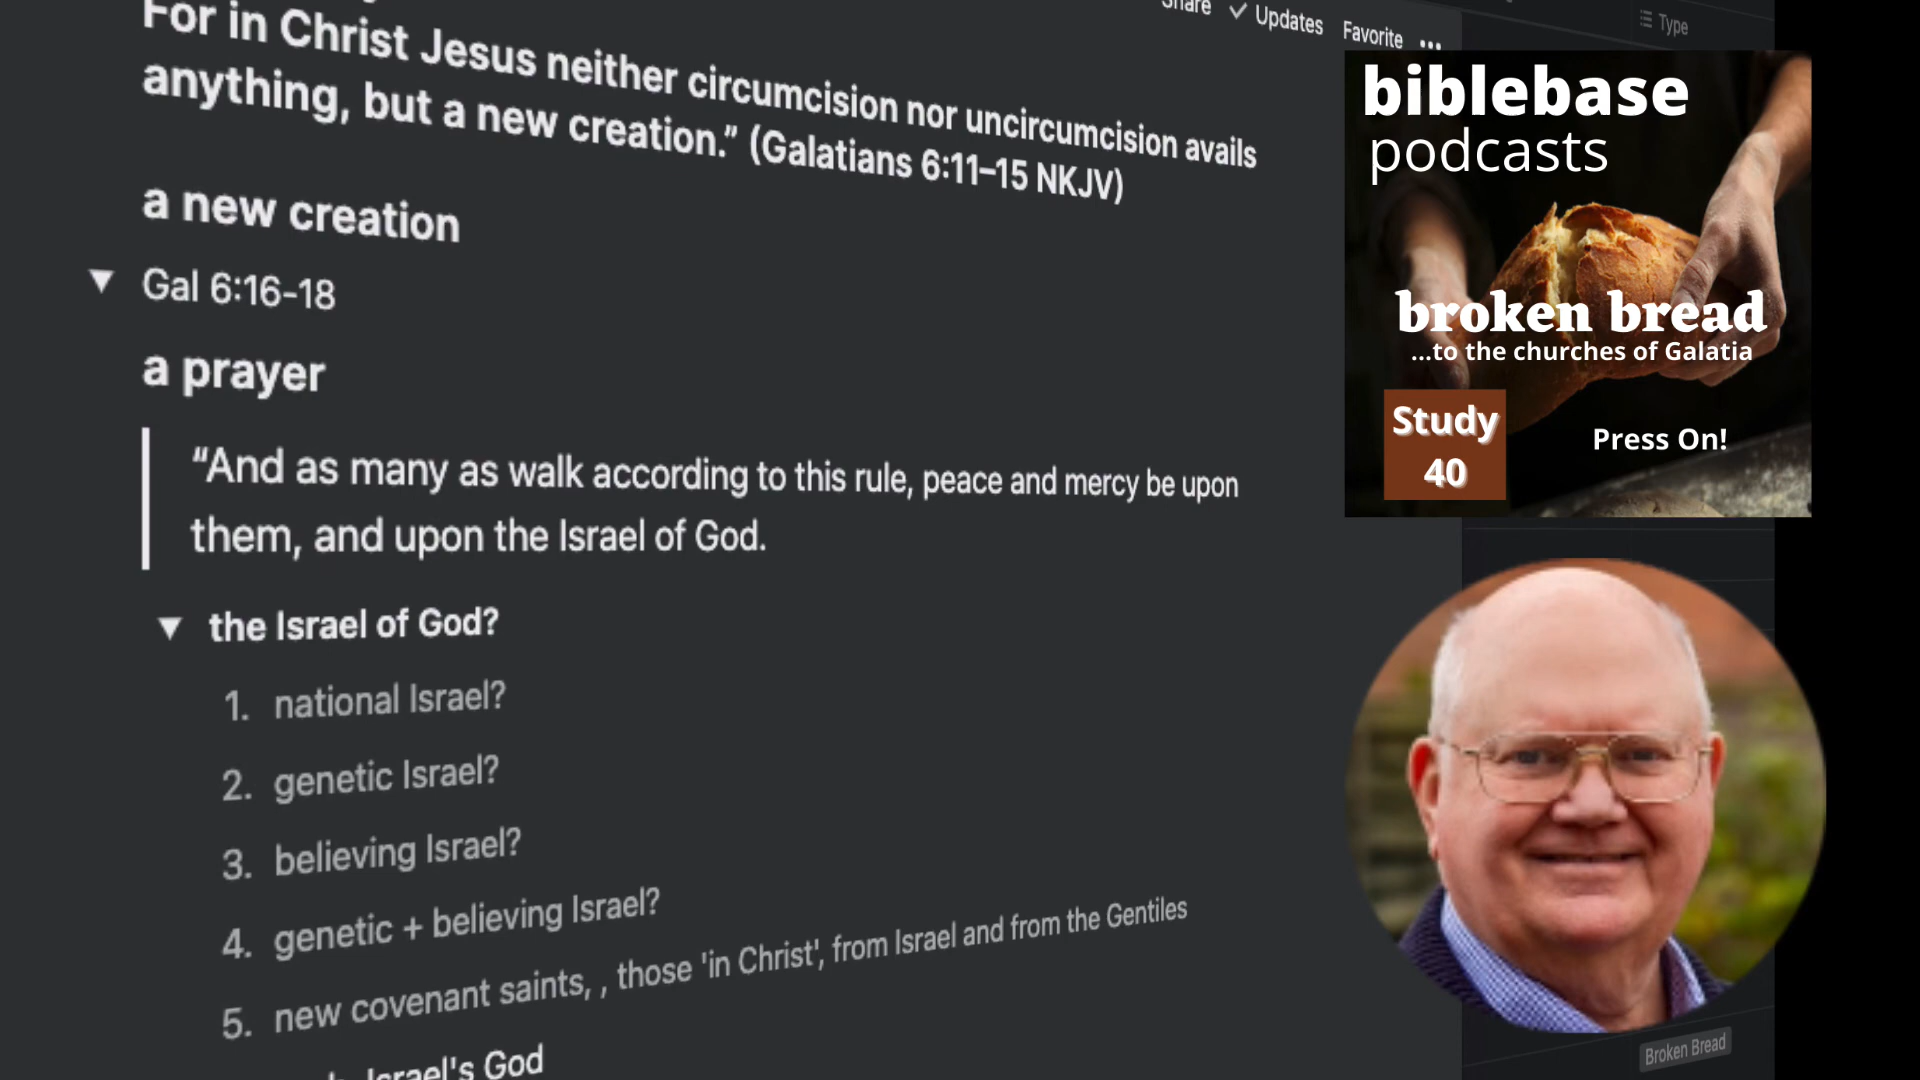 Share ✓ Updates Favorite •••
Type
For in Christ Jesus neither circumcision nor uncircumcision avails
anything, but a new creation.” (Galatians 6:11–15 NKJV)
a new creation
Gal 6:16-18
a prayer
“And as many as walk according to this rule, peace and mercy be upon
them, and upon the Israel of God.
the Israel of God?
1. national Israel?
2. genetic Israel?
3. believing Israel?
4. genetic + believing Israel?
5. new covenant saints, , those 'in Christ', from Israel and from the Gentiles
Israel's God
biblebase
podcasts
broken bread
...to the churches of Galatia
Study
40
Press On!
Broken Bread